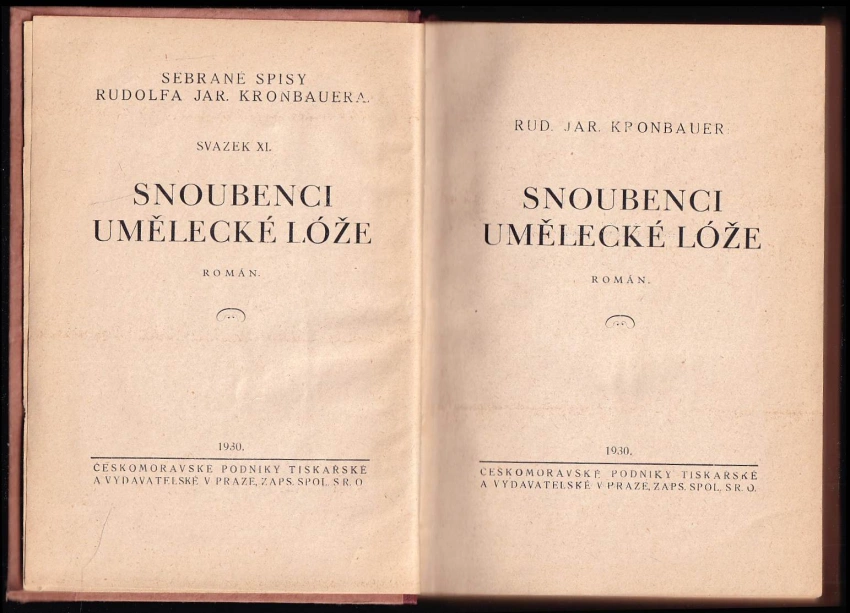 SEBRANÉ SPISY
RUDOLFA JAR. KRONBAUERA.
SVAZEK XI.
SNOUBENCI
UMĚLECKÉ LÓŽE
ROMÁN.
1930.
ČESKOMORAVSKÉ PODNIKY TISKAŘSKÉ
A VYDAVATELSKÉ V PRAZE, ZAPS. SPOL. S R. O.
RUD. JAR. KRONBAUER:
SNOUBENCI
UMĚLECKÉ LÓŽE
ROMÁN.
1930.
ČESKOMORAVSKÉ PODNIKY TISKAŘSKÉ
A VYDAVATELSKÉ V PRAZE, ZAPS. SPOL. S R. O.